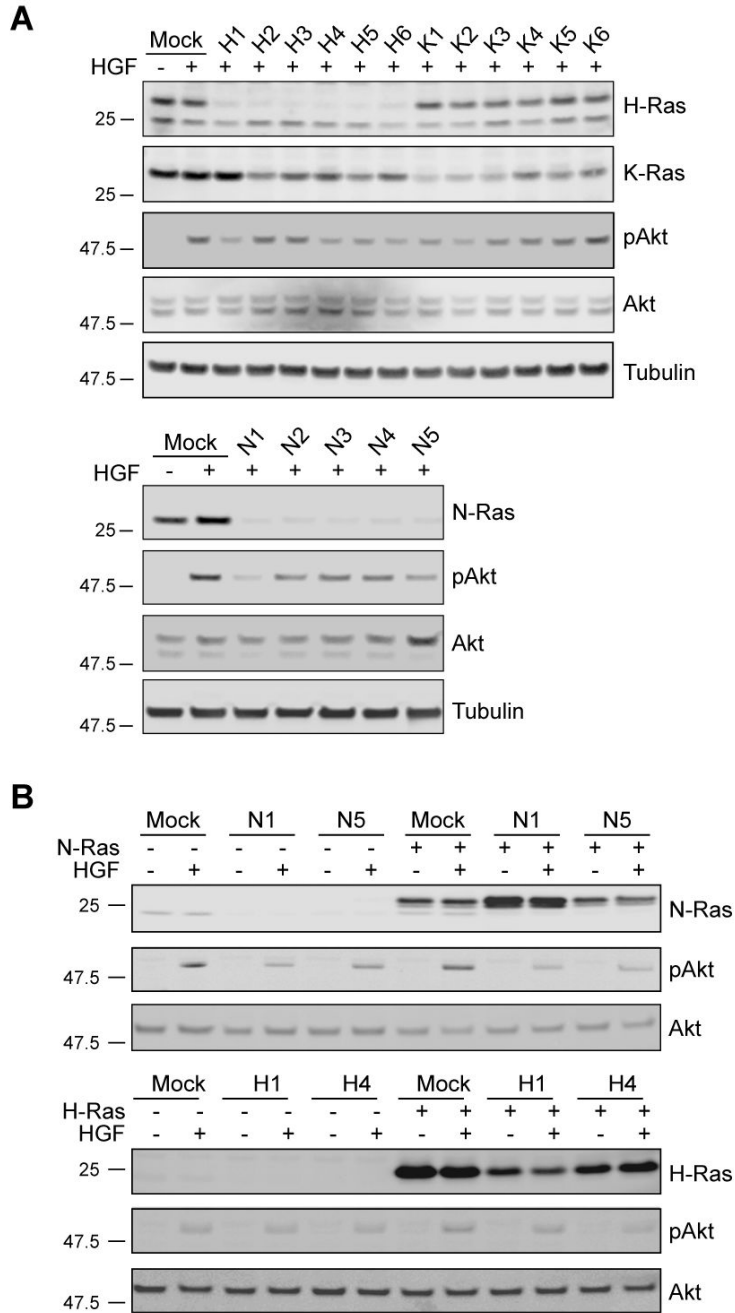 A
Mock H1 H2 H3 H4 H5 H6 K1 K2 K3 K4 K5 K6
HGF - + + + + + + + + + + + + +
25 H-Ras
25 K-Ras
47.5 pAkt
47.5 Akt
47.5 Tubulin
Mock N1 N2 N3 N4 N5
HGF - + + + + + +
25 N-Ras
47.5 pAkt
47.5 Akt
47.5 Tubulin
B
Mock N1 N5 Mock N1 N5
N-Ras - - - - - - + + + + + +
HGF - + - + - + - + - + - +
25 N-Ras
47.5 pAkt
47.5 Akt
Mock H1 H4 Mock H1 H4
H-Ras - - - - - - + + + + + +
HGF - + - + - + - + - + - +
25 H-Ras
47.5 pAkt
47.5 Akt